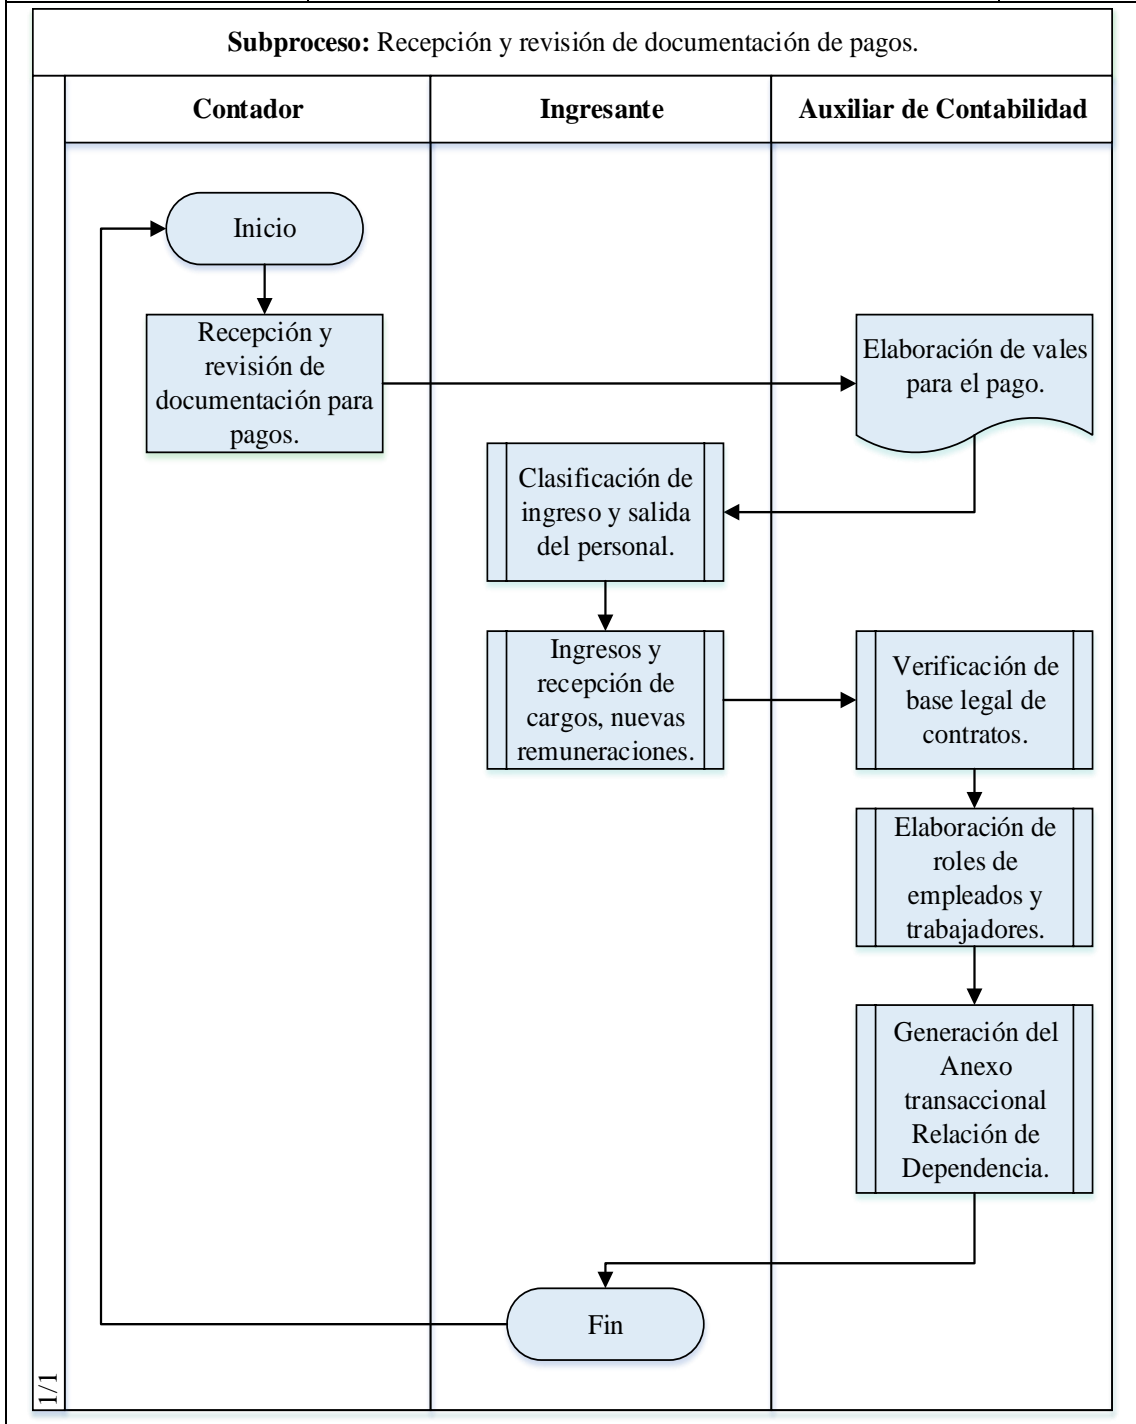 Subproceso: Recepción y revisión de documentación de pagos.
Contador
Ingresante
Auxiliar de Contabilidad
Inicio
Recepción y
revisión de
documentación para
pagos.
Elaboración de vales
para el pago.
Clasificación de
ingreso y salida
del personal.
Ingresos y
recepción de
cargos, nuevas
remuneraciones.
Verificación de
base legal de
contratos.
Elaboración de
roles de
empleados y
trabajadores.
Generación del
Anexo
transaccional
Relación de
Dependencia.
Fin
1/1